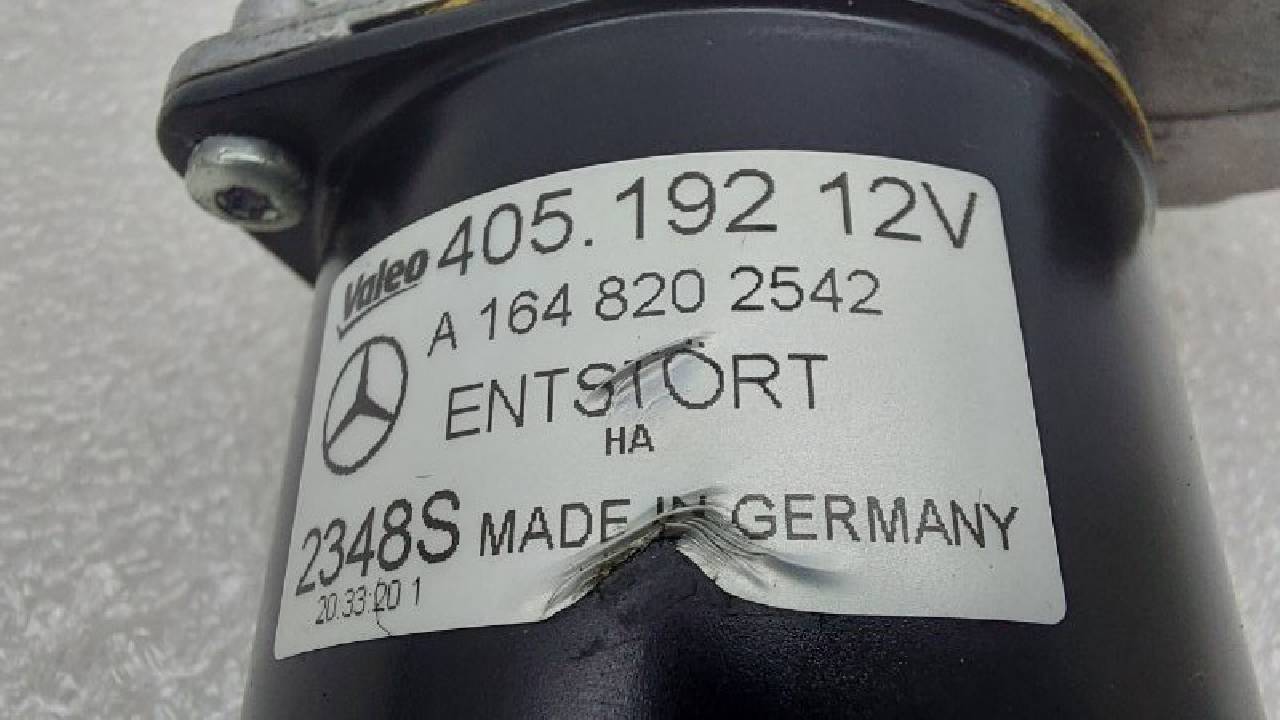 Valeo 405.192 12V
A 164 820 2542
ENTSTÖRT
HA
2348S MADE IN GERMANY
20.33:20 1